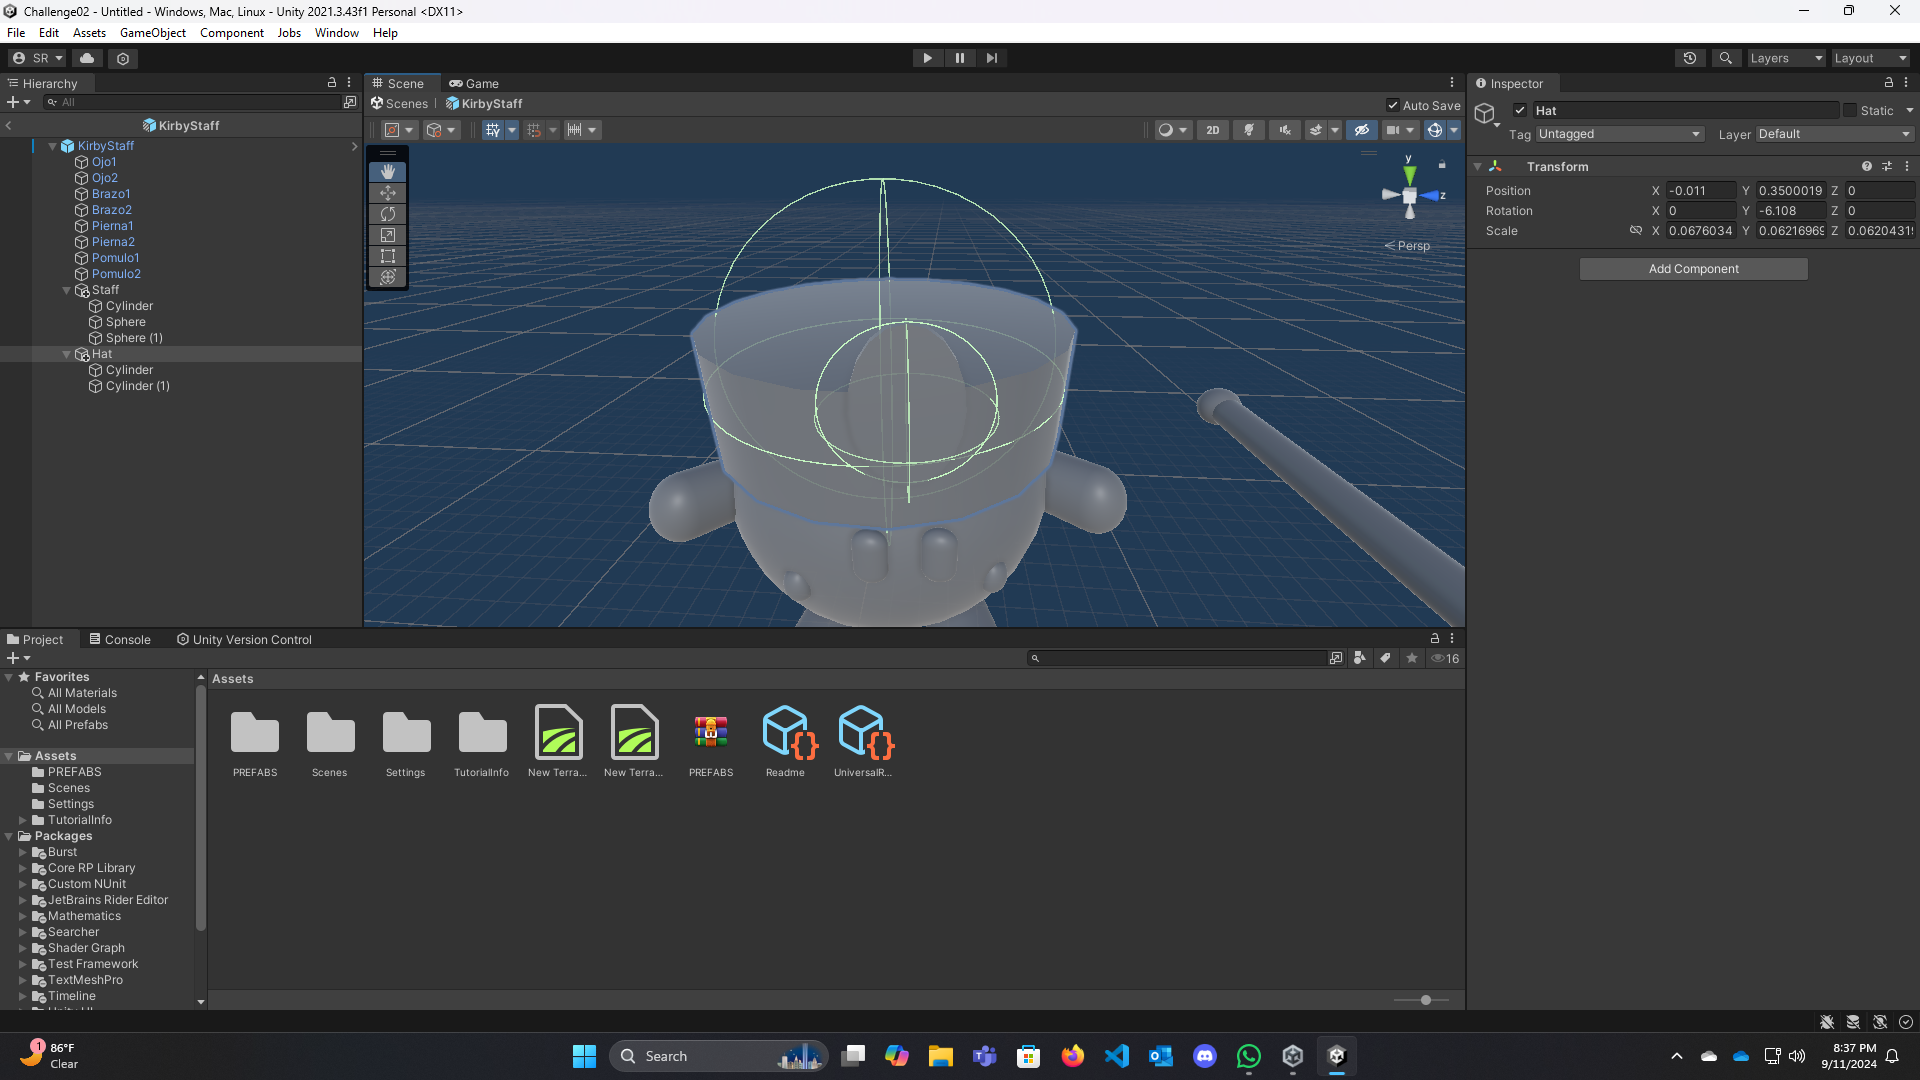 Challenge02 - Untitled - Windows, Mac, Linux - Unity 2021.3.43f1 Personal <DX11>
File Edit Assets GameObject Component Jobs Window Help
SR Layers Layout
Hierarchy
All
KirbyStaff
KirbyStaff
Ojo1
Ojo2
Brazo1
Brazo2
Pierna1
Pierna2
Pomulo1
Pomulo2
Staff
Cylinder
Sphere
Sphere (1)
Hat
Cylinder
Cylinder (1)
Scene Game
Scenes KirbyStaff Auto Save
2D
y
z
Persp
Inspector
Hat Static
Tag Untagged Layer Default
Transform
Position X -0.011 Y 0.3500019 Z 0
Rotation X 0 Y -6.108 Z 0
Scale X 0.0676034 Y 0.06216969 Z 0.0620431
Add Component
Project Console Unity Version Control
16
Favorites
All Materials
All Models
All Prefabs
Assets
PREFABS
Scenes
Settings
TutorialInfo
Packages
Burst
Core RP Library
Custom NUnit
JetBrains Rider Editor
Mathematics
Searcher
Shader Graph
Test Framework
TextMeshPro
Timeline
Assets
PREFABS Scenes Settings TutorialInfo New Terra... New Terra... PREFABS Readme UniversalR...
1
86°F
Clear
Search
8:37 PM
9/11/2024